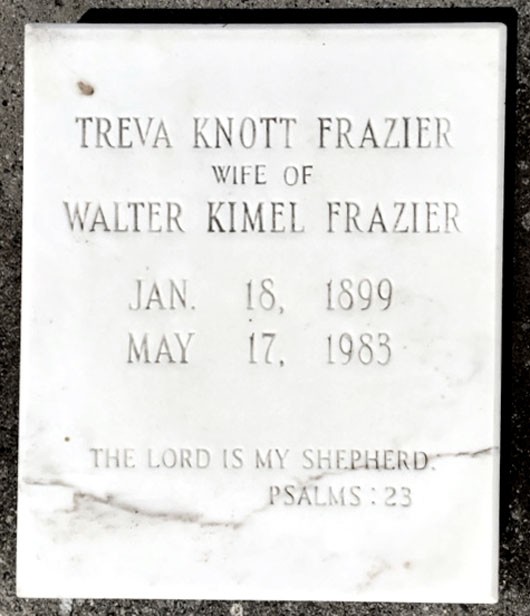 TREVA KNOTT FRAZIER
WIFE OF
WALTER KIMEL FRAZIER
JAN. 18, 1899
MAY 17, 1983
THE LORD IS MY SHEPHERD.
PSALMS : 23